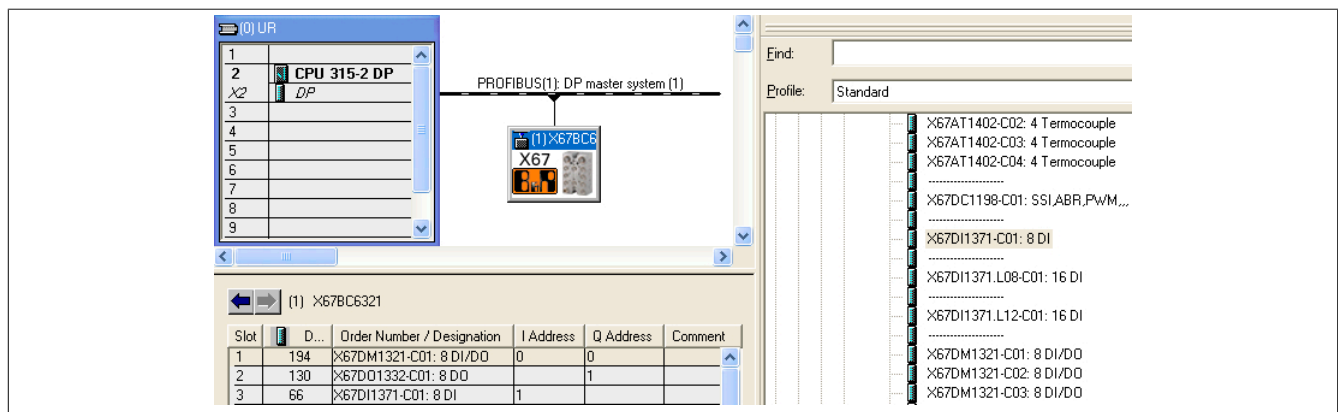 (0) UR
1
2 CPU 315-2 DP
X2 DP
3
4
5
6
7
8
9
PROFIBUS(1): DP master system (1)
(1) X67BC6
X67
B&R
(1) X67BC6321
Slot D... Order Number / Designation I Address Q Address Comment
1 194 X67DM1321-C01: 8 DI/DO 0 0
2 130 X67DO1332-C01: 8 DO 1
3 66 X67DI1371-C01: 8 DI 1
Find:
Profile: Standard
X67AT1402-C02: 4 Termocouple
X67AT1402-C03: 4 Termocouple
X67AT1402-C04: 4 Termocouple
--------------------
X67DC1198-C01: SSI,ABR,PWM,,,
--------------------
X67DI1371-C01: 8 DI
--------------------
X67DI1371.L08-C01: 16 DI
--------------------
X67DI1371.L12-C01: 16 DI
--------------------
X67DM1321-C01: 8 DI/DO
X67DM1321-C02: 8 DI/DO
X67DM1321-C03: 8 DI/DO